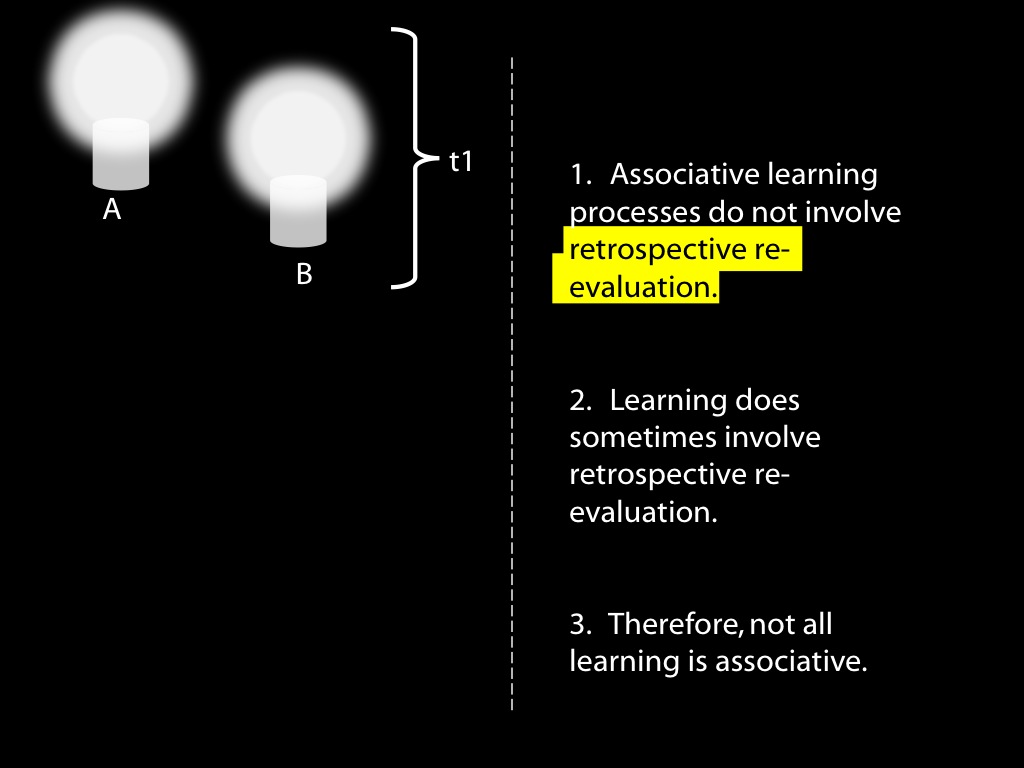 A
B
t1
1. Associative learning
processes do not involve
retrospective re-
evaluation.
2. Learning does
sometimes involve
retrospective re-
evaluation.
3. Therefore, not all
learning is associative.